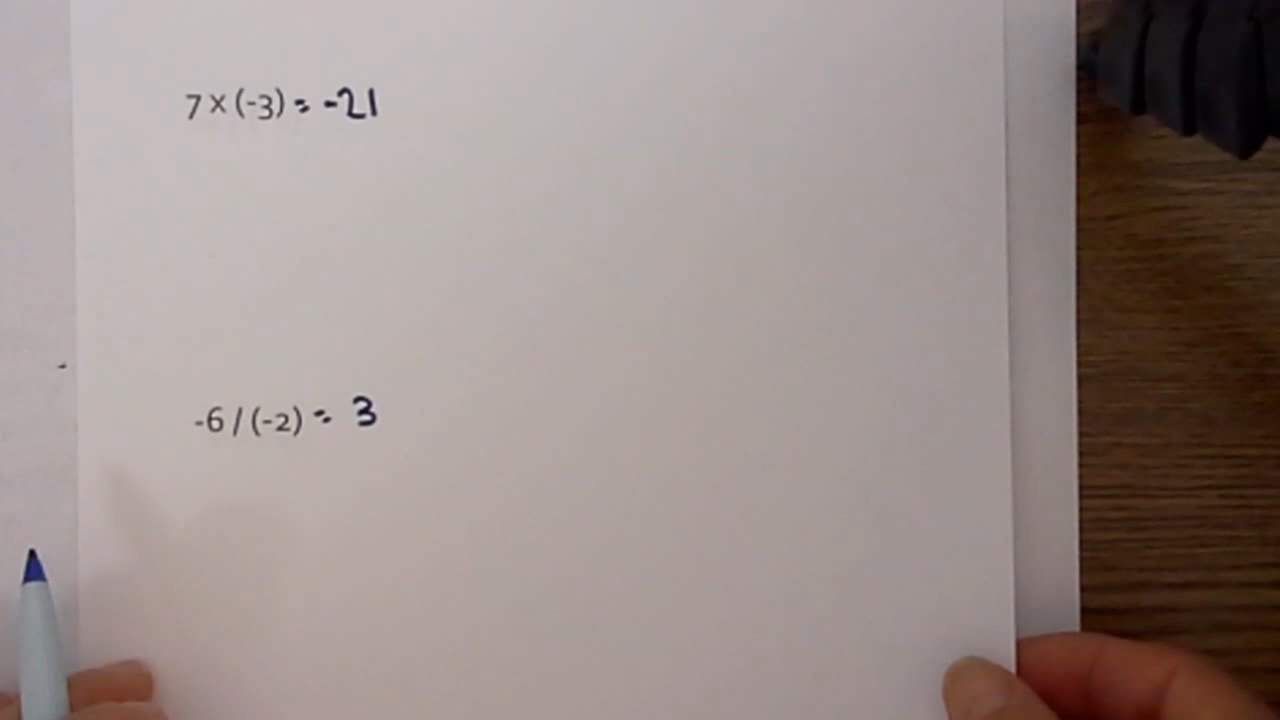 7 × (-3) = -21
-6 / (-2) = 3